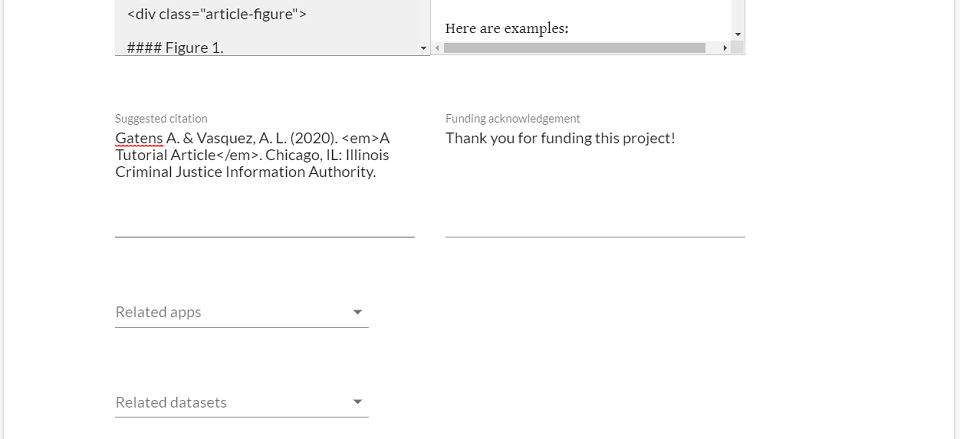 <div class="article-figure">
#### Figure 1.
Here are examples:
Suggested citation
Gatens A. & Vasquez, A. L. (2020). <em>A
Tutorial Article</em>. Chicago, IL: Illinois
Criminal Justice Information Authority.
Funding acknowledgement
Thank you for funding this project!
Related apps
Related datasets